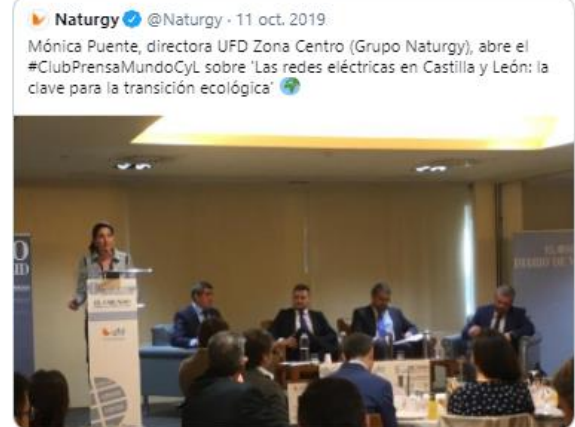 Naturgy @Naturgy · 11 oct. 2019
Mónica Puente, directora UFD Zona Centro (Grupo Naturgy), abre el
#ClubPrensaMundoCyL sobre 'Las redes eléctricas en Castilla y León: la
clave para la transición ecológica'
EL MUNDO
ufd